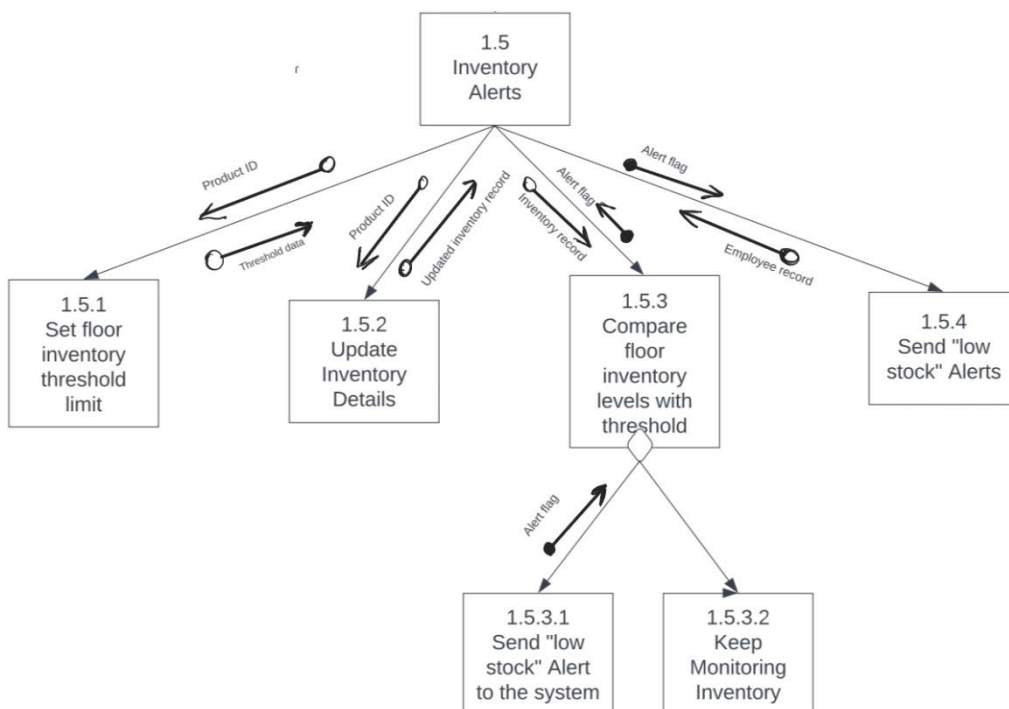 1.5
Inventory
Alerts
r
Product ID
Threshold data
Product ID
Updated inventory record
Inventory record
Alert flag
Alert flag
Employee record
1.5.1
Set floor
inventory
threshold
limit
1.5.2
Update
Inventory
Details
1.5.3
Compare
floor
inventory
levels with
threshold
1.5.4
Send "low
stock" Alerts
Alert flag
1.5.3.1
Send "low
stock" Alert
to the system
1.5.3.2
Keep
Monitoring
Inventory